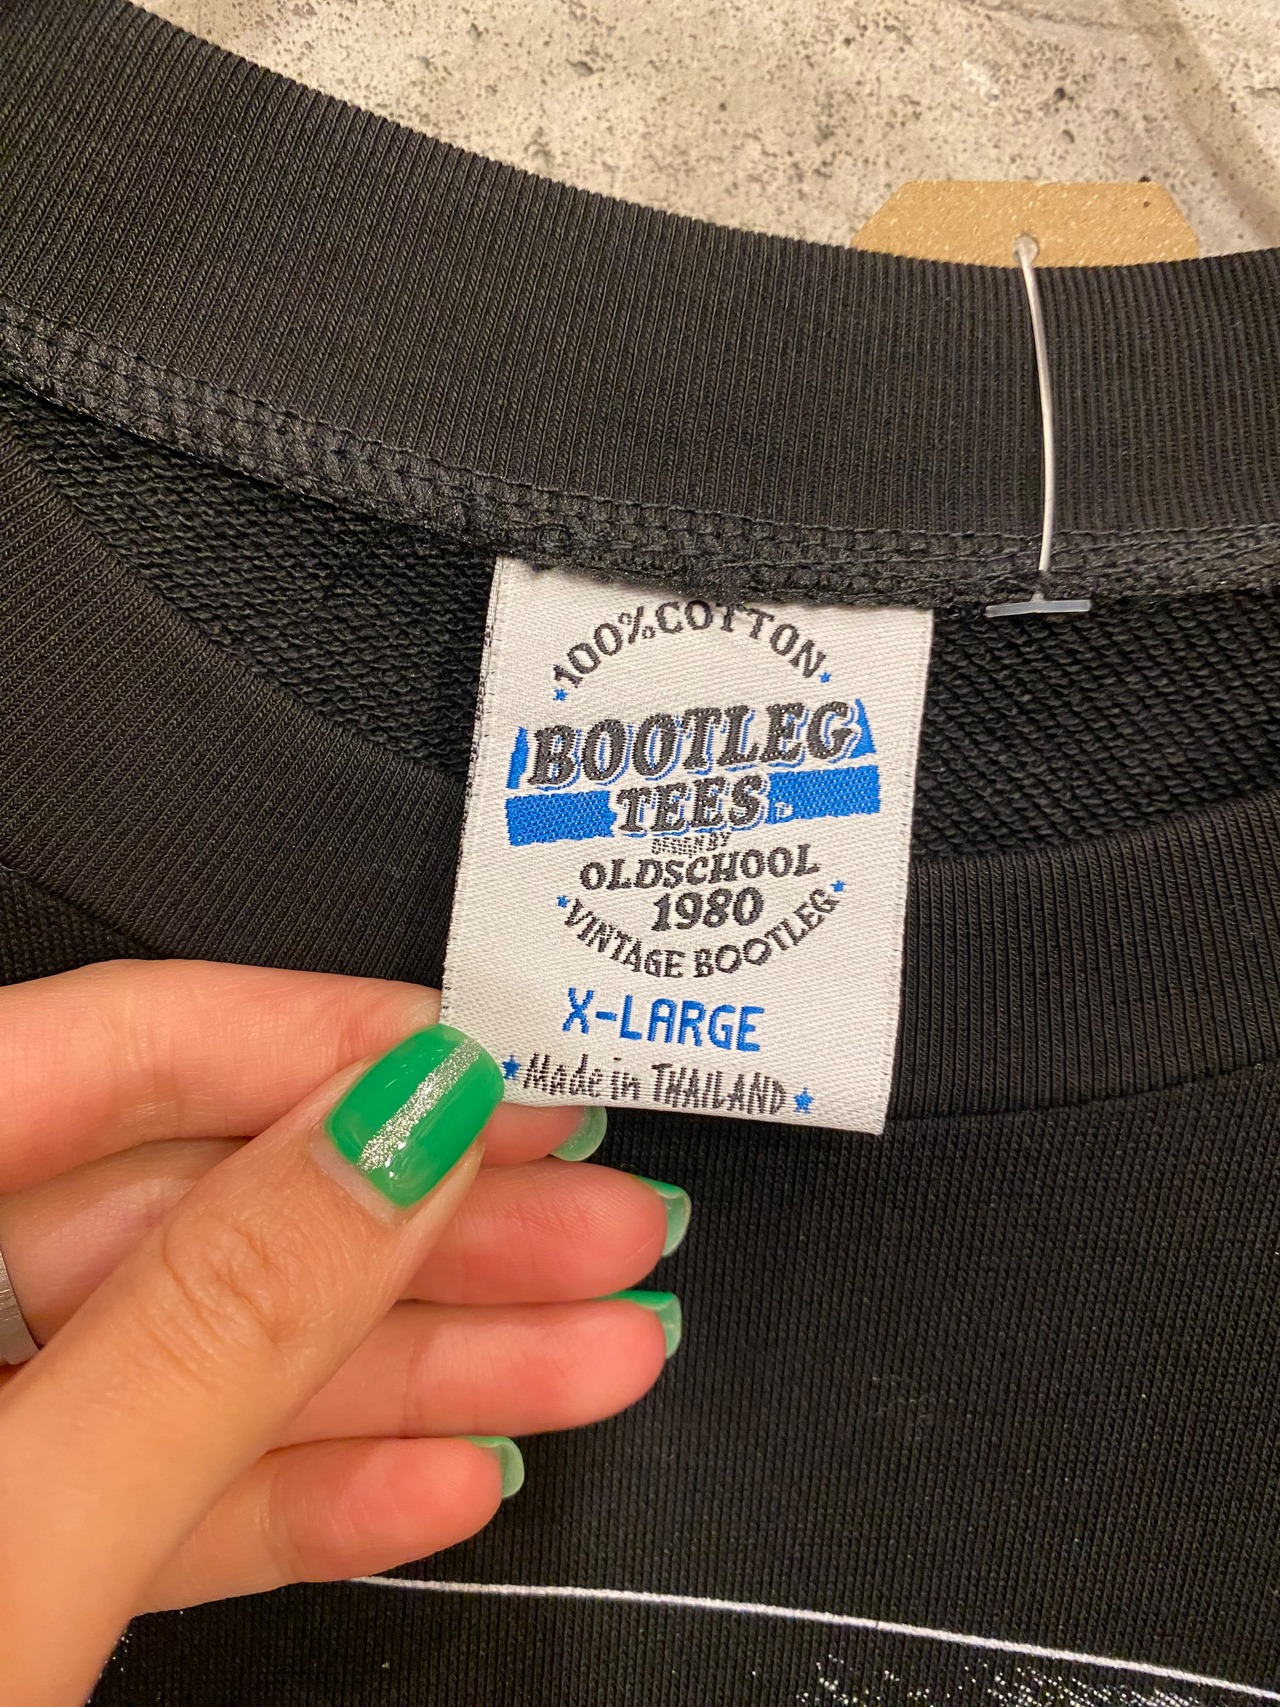 100% COTTON
BOOTLEG
TEES
DESIGN BY
OLDSCHOOL
1980
VINTAGE BOOTLEG
X-LARGE
Made in THAILAND